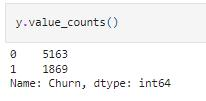 y.value_counts()
0    5163
1    1869
Name: Churn, dtype: int64